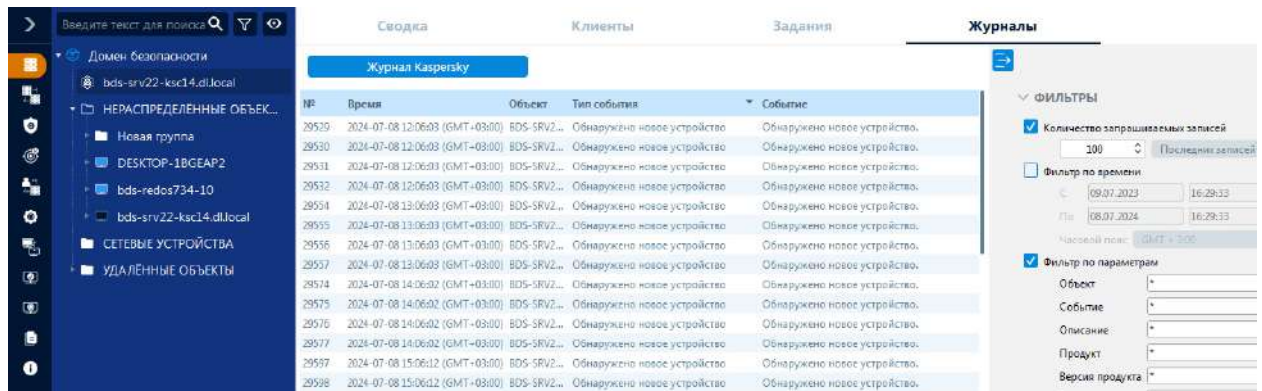 Введите текст для поиска
Домен безопасности
bds-srv22-ksc14.dl.local
НЕРАСПРЕДЕЛЁННЫЕ ОБЪЕК...
Новая группа
DESKTOP-1BGEAP2
bds-redos734-10
bds-srv22-ksc14.dl.local
СЕТЕВЫЕ УСТРОЙСТВА
УДАЛЁННЫЕ ОБЪЕКТЫ
Сводка Клиенты Задания Журналы
Журнал Kaspersky
№ Время Объект Тип события Событие
29529 2024-07-08 12:06:03 (GMT+03:00) BDS-SRV2... Обнаружено новое устройство Обнаружено новое устройство.
29530 2024-07-08 12:06:03 (GMT+03:00) BDS-SRV2... Обнаружено новое устройство Обнаружено новое устройство.
29531 2024-07-08 12:06:03 (GMT+03:00) BDS-SRV2... Обнаружено новое устройство Обнаружено новое устройство.
29532 2024-07-08 12:06:03 (GMT+03:00) BDS-SRV2... Обнаружено новое устройство Обнаружено новое устройство.
29554 2024-07-08 13:06:03 (GMT+03:00) BDS-SRV2... Обнаружено новое устройство Обнаружено новое устройство.
29555 2024-07-08 13:06:03 (GMT+03:00) BDS-SRV2... Обнаружено новое устройство Обнаружено новое устройство.
29556 2024-07-08 13:06:03 (GMT+03:00) BDS-SRV2... Обнаружено новое устройство Обнаружено новое устройство.
29557 2024-07-08 13:06:03 (GMT+03:00) BDS-SRV2... Обнаружено новое устройство Обнаружено новое устройство.
29574 2024-07-08 14:06:02 (GMT+03:00) BDS-SRV2... Обнаружено новое устройство Обнаружено новое устройство.
29575 2024-07-08 14:06:02 (GMT+03:00) BDS-SRV2... Обнаружено новое устройство Обнаружено новое устройство.
29576 2024-07-08 14:06:02 (GMT+03:00) BDS-SRV2... Обнаружено новое устройство Обнаружено новое устройство.
29577 2024-07-08 14:06:02 (GMT+03:00) BDS-SRV2... Обнаружено новое устройство Обнаружено новое устройство.
29597 2024-07-08 15:06:12 (GMT+03:00) BDS-SRV2... Обнаружено новое устройство Обнаружено новое устройство.
29598 2024-07-08 15:06:12 (GMT+03:00) BDS-SRV2... Обнаружено новое устройство Обнаружено новое устройство.
ФИЛЬТРЫ
Количество запрашиваемых записей
100 Последних записей
Фильтр по времени
С 09.07.2023 16:29:33
По 08.07.2024 16:29:33
Часовой пояс GMT + 3:00
Фильтр по параметрам
Объект *
Событие *
Описание *
Продукт *
Версия продукта *